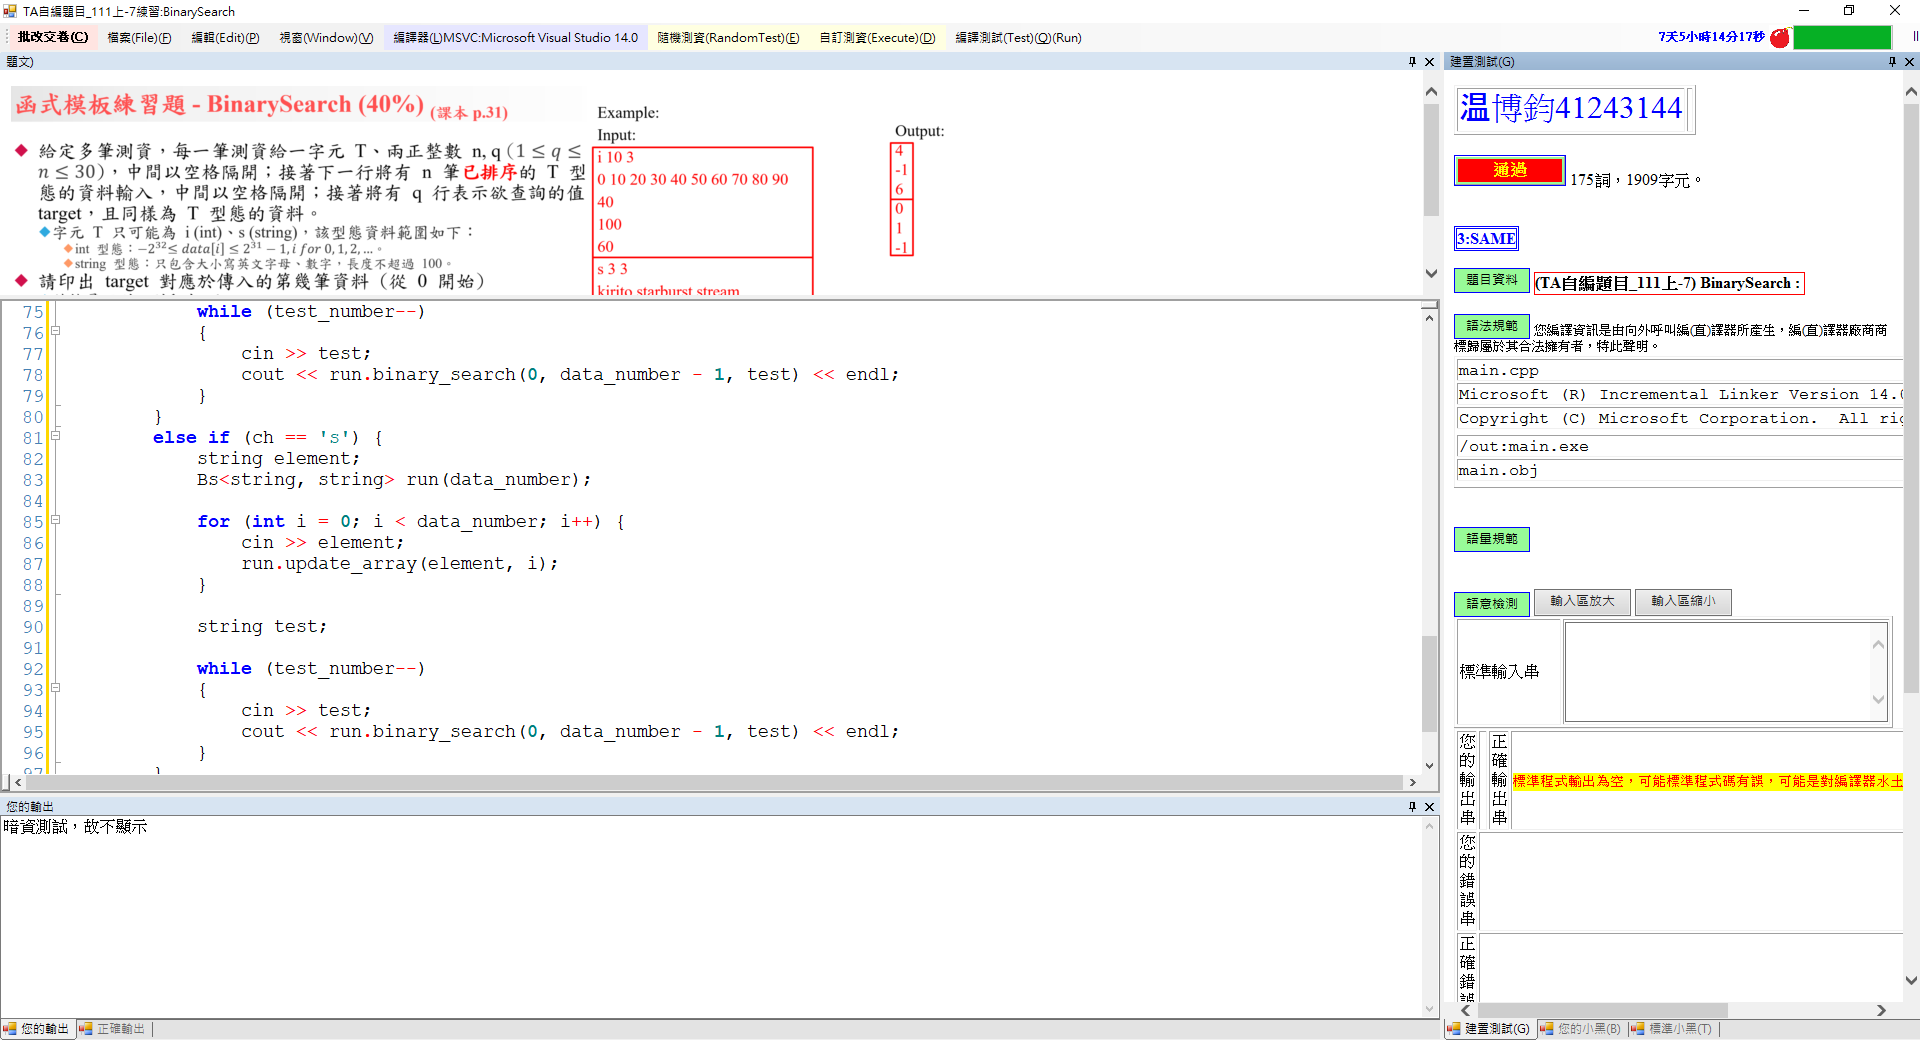 TA自編題目_111上-7練習:BinarySearch
批改交卷(C) 檔案(File)(F) 編輯(Edit)(P) 視窗(Window)(V) 編譯器(L)MSVC:Microsoft Visual Studio 14.0 隨機測資(RandomTest)(E) 自訂測資(Execute)(D) 編譯測試(Test)(Q)(Run) 7天5小時14分17秒
題文)
函式模板練習題 - BinarySearch (40%) (課本 p.31)
給定多筆測資，每一筆測資給一字元 T、兩正整數 n, q (1 ≤ q ≤
n ≤ 30)，中間以空格隔開；接著下一行將有 n 筆已排序的 T 型
態的資料輸入，中間以空格隔開；接著將有 q 行表示欲查詢的值
target，且同樣為 T 型態的資料。
字元 T 只可能為 i (int)、s (string)，該型態資料範圍如下：
int 型態：−2³²≤ data[i] ≤ 2³¹ − 1, i for 0, 1, 2, …。
string 型態：只包含大小寫英文字母、數字，長度不超過 100。
請印出 target 對應於傳入的第幾筆資料（從 0 開始）
Example:
Input:
i 10 3
0 10 20 30 40 50 60 70 80 90
40
100
60
s 3 3
kirito starburst stream
Output:
4
-1
6
0
1
-1
75 while (test_number--)
76 {
77 cin >> test;
78 cout << run.binary_search(0, data_number - 1, test) << endl;
79 }
80 }
81 else if (ch == 's') {
82 string element;
83 Bs<string, string> run(data_number);
84
85 for (int i = 0; i < data_number; i++) {
86 cin >> element;
87 run.update_array(element, i);
88 }
89
90 string test;
91
92 while (test_number--)
93 {
94 cin >> test;
95 cout << run.binary_search(0, data_number - 1, test) << endl;
96 }
97 }
您的輸出
暗資測試，故不顯示
您的輸出 正確輸出
建置測試(G)
温博鈞41243144
通過 175詞，1909字元。
3:SAME
題目資料 (TA自編題目_111上-7) BinarySearch :
語法規範 您編譯資訊是由向外呼叫編(直)譯器所產生，編(直)譯器廠商商
標歸屬於其合法擁有者，特此聲明。
main.cpp
Microsoft (R) Incremental Linker Version 14.0
Copyright (C) Microsoft Corporation. All rig
/out:main.exe
main.obj
語量規範
語意檢測 輸入區放大 輸入區縮小
標準輸入串
您的輸出串
正確輸出串
標準程式輸出為空，可能標準程式碼有誤，可能是對編譯器水土
您的錯誤串
正確錯誤
建置測試(G) 您的小黑(B) 標準小黑(T)